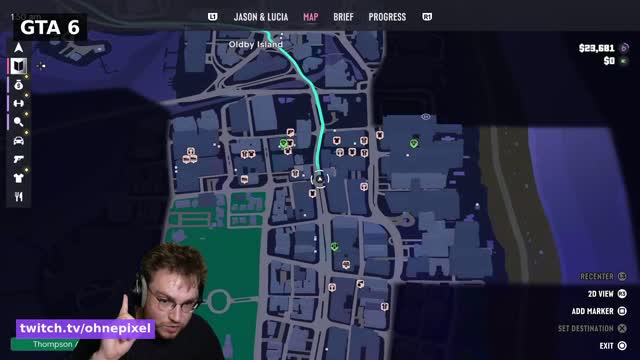 GTA 6
L1 JASON & LUCIA MAP BRIEF PROGRESS R1
Oldby Island
$23,681
$0
RECENTER
2D VIEW R3
ADD MARKER
SET DESTINATION
EXIT
twitch.tv/ohnepixel
Thompson